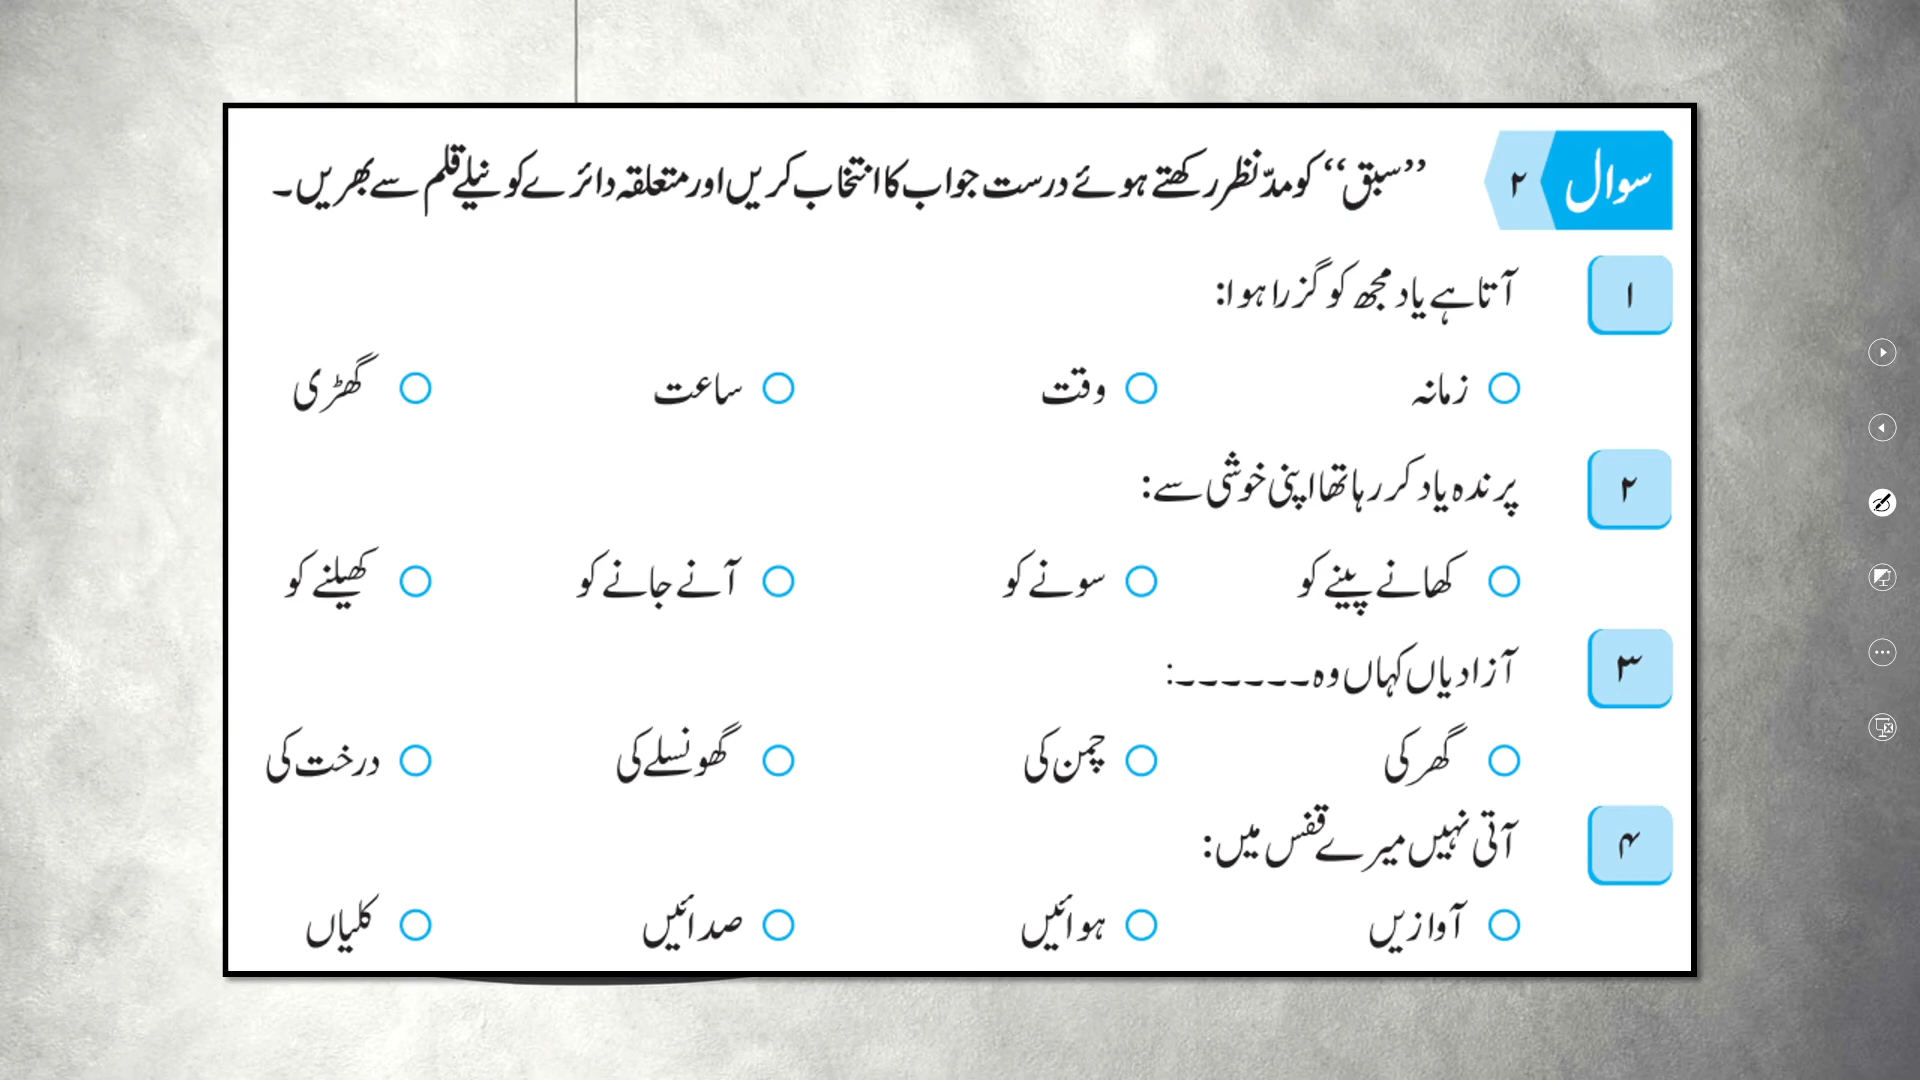 سوال ۲ ”سبق“ کو مدِّ نظر رکھتے ہوئے درست جواب کا انتخاب کریں اور متعلقہ دائرے کو نیلے قلم سے بھریں۔
۱ آتا ہے یاد مجھ کو گزرا ہوا:
زمانہ وقت ساعت گھڑی
۲ پرندہ یاد کر رہا تھا اپنی خوشی سے:
کھانے پینے کو سونے کو آنے جانے کو کھیلنے کو
۳ آزادیاں کہاں وہ۔۔۔۔۔۔:
گھر کی چمن کی گھونسلے کی درخت کی
۴ آتی نہیں میرے قفس میں:
آوازیں ہوائیں صدائیں کلیاں